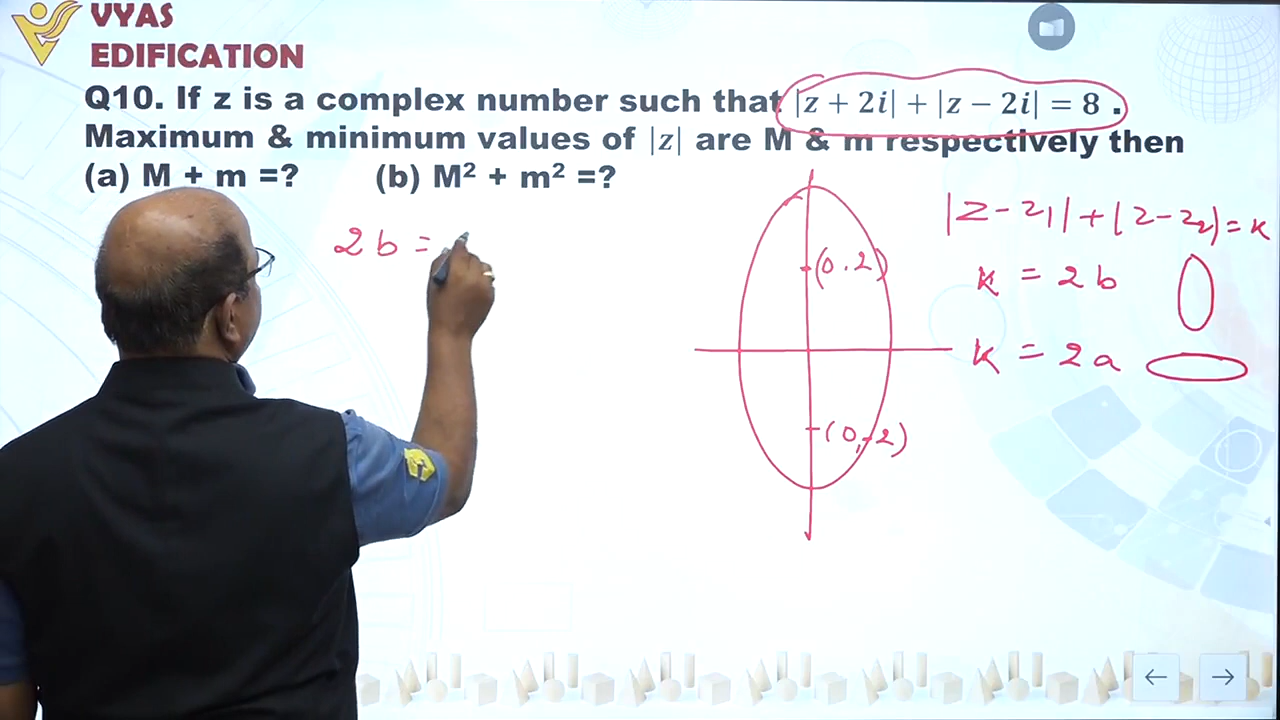 VYAS
EDIFICATION
Q10. If z is a complex number such that |z + 2i| + |z − 2i| = 8 .
Maximum & minimum values of |z| are M & m respectively then
(a) M + m =? (b) M² + m² =?
2b =
(0.2)
(0,-2)
|z-z1|+|z-z2|=k
k = 2b
k = 2a